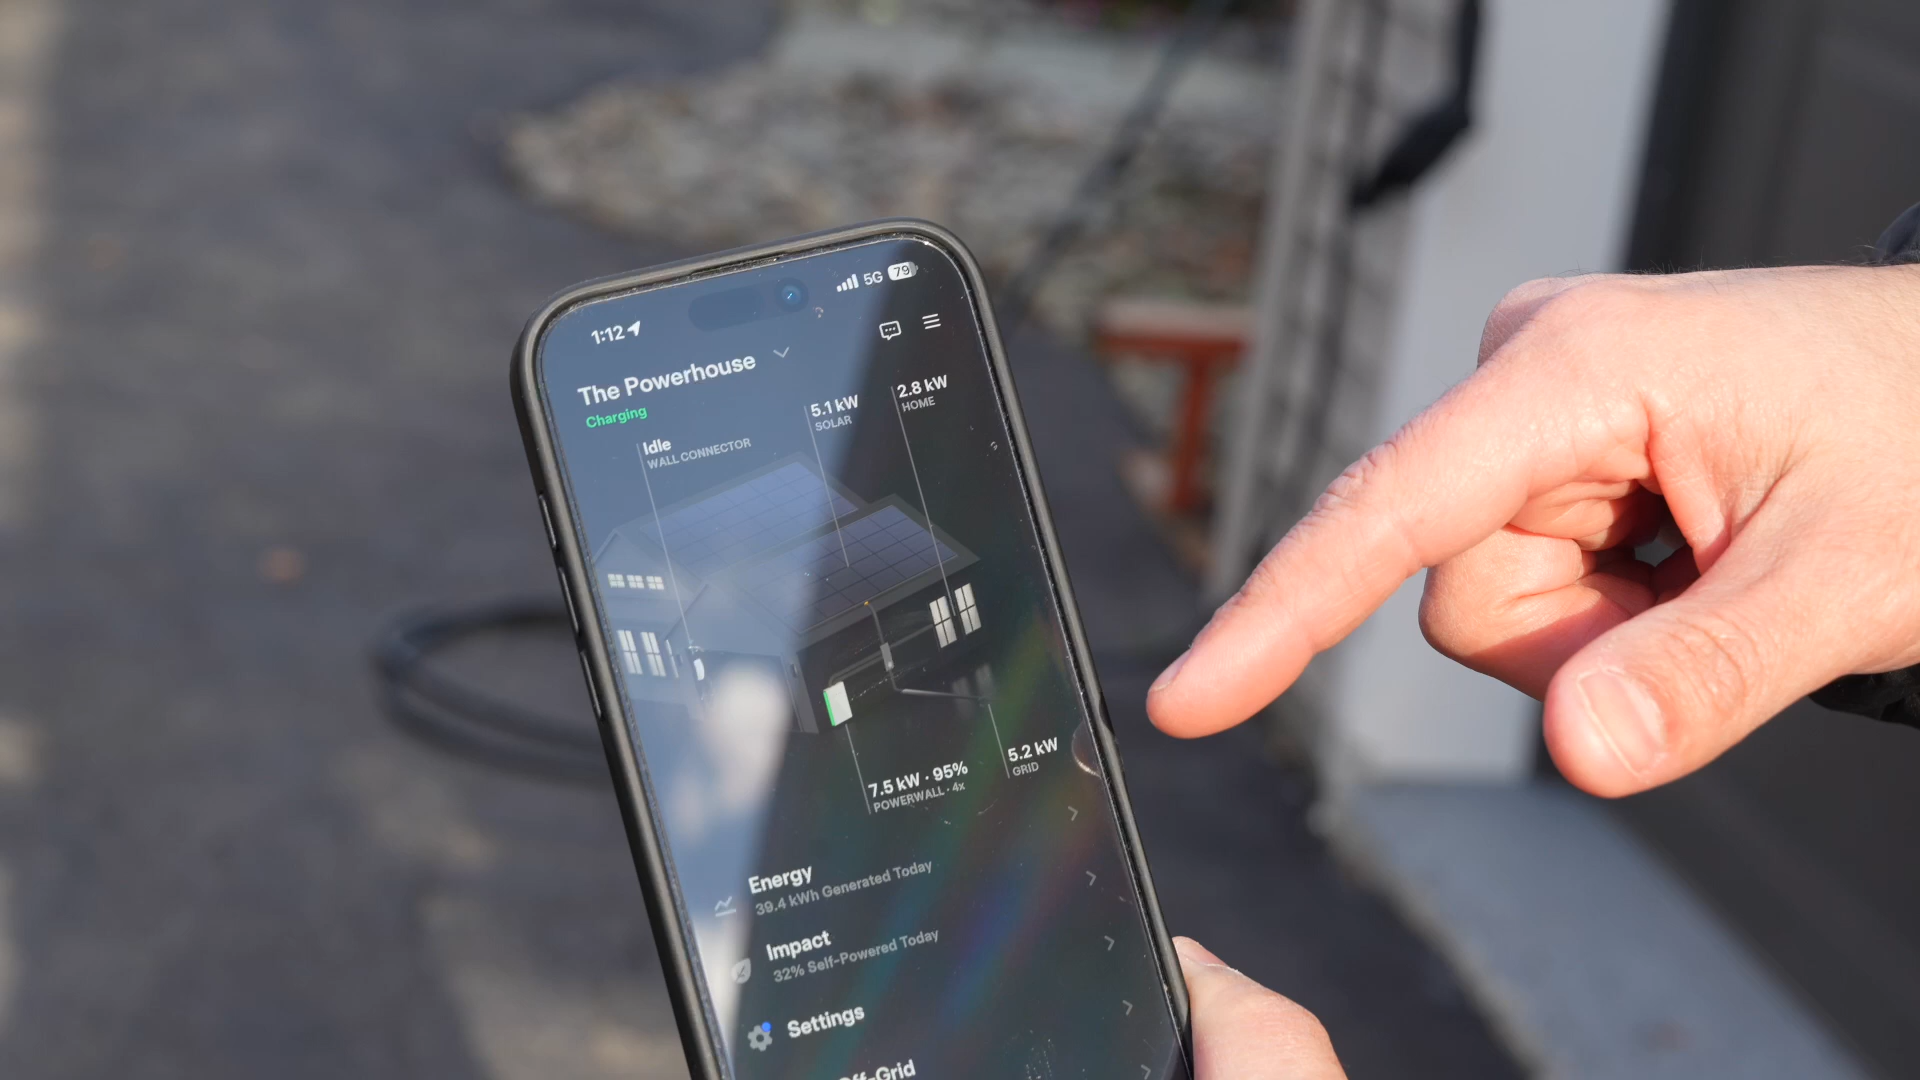 1:12
5G 79
The Powerhouse
Charging
Idle
WALL CONNECTOR
5.1 kW
SOLAR
2.8 kW
HOME
7.5 kW · 95%
POWERWALL · 4x
5.2 kW
GRID
Energy
39.4 kWh Generated Today
Impact
32% Self-Powered Today
Settings
Off-Grid